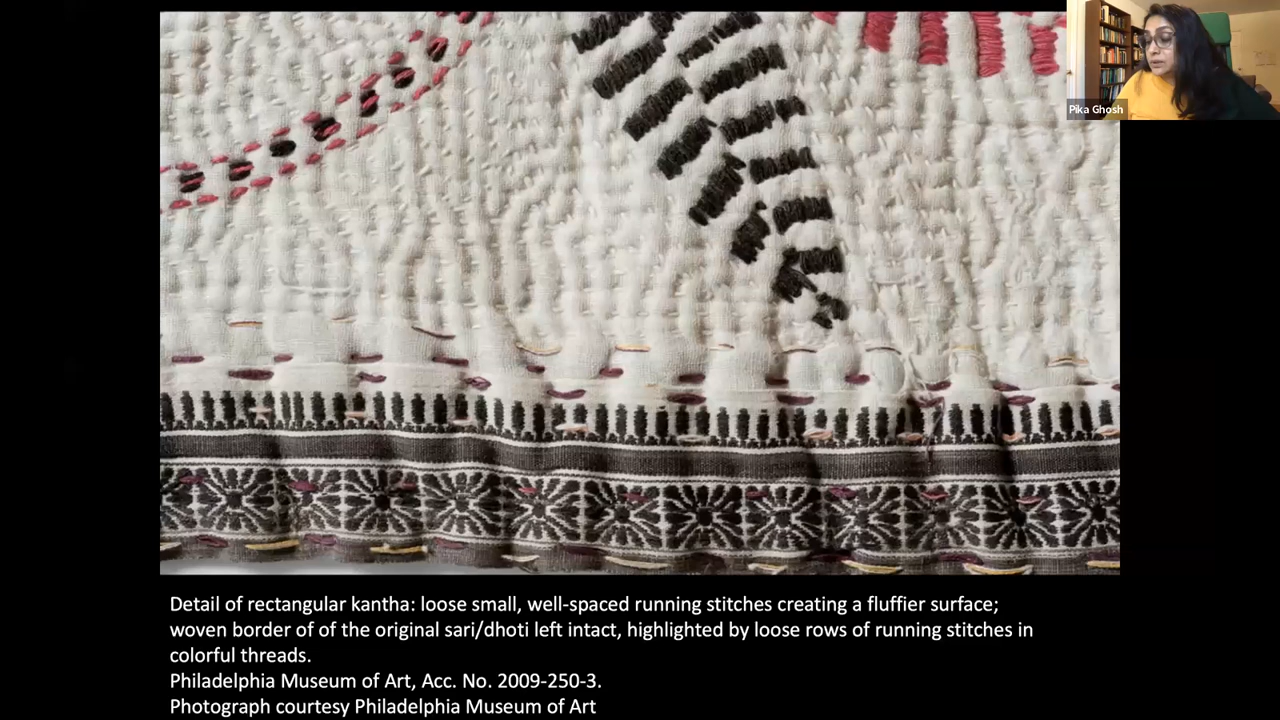 Pika Ghosh
Detail of rectangular kantha: loose small, well-spaced running stitches creating a fluffier surface;
woven border of of the original sari/dhoti left intact, highlighted by loose rows of running stitches in
colorful threads.
Philadelphia Museum of Art, Acc. No. 2009-250-3.
Photograph courtesy Philadelphia Museum of Art